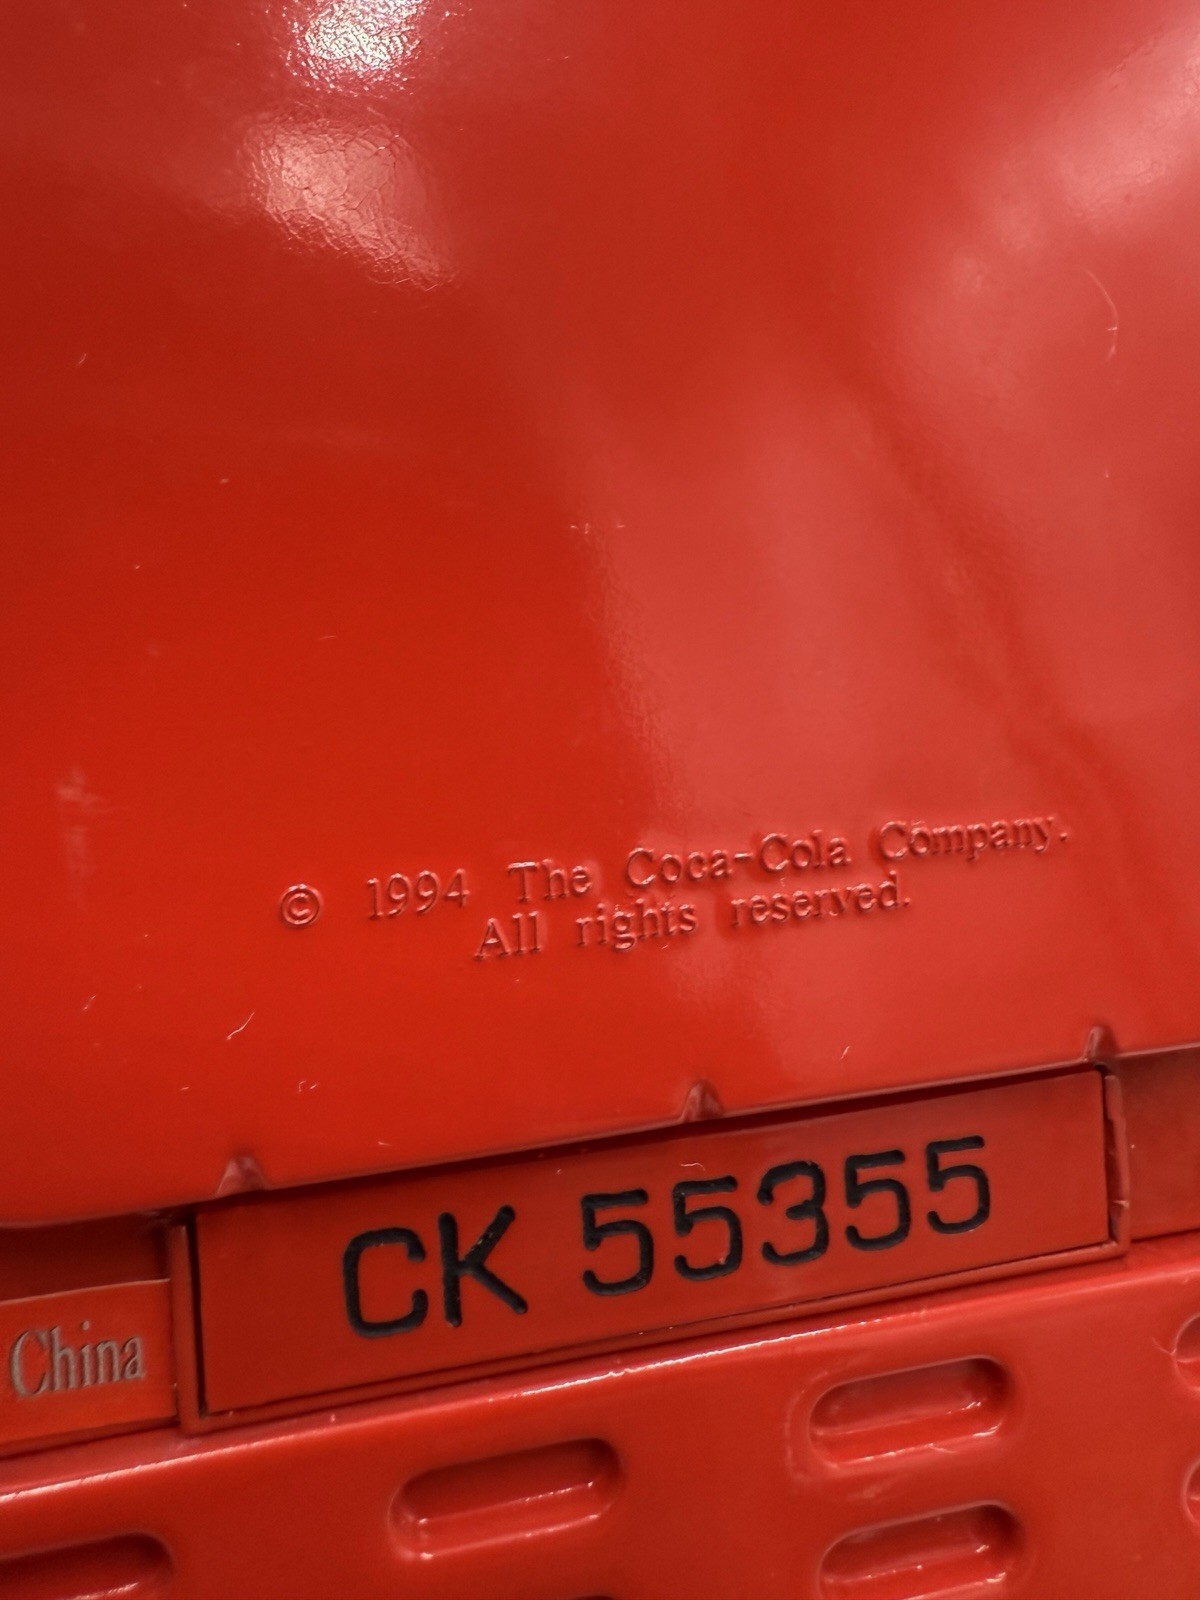 © 1994 The Coca-Cola Company.
All rights reserved.
CK 55355
China